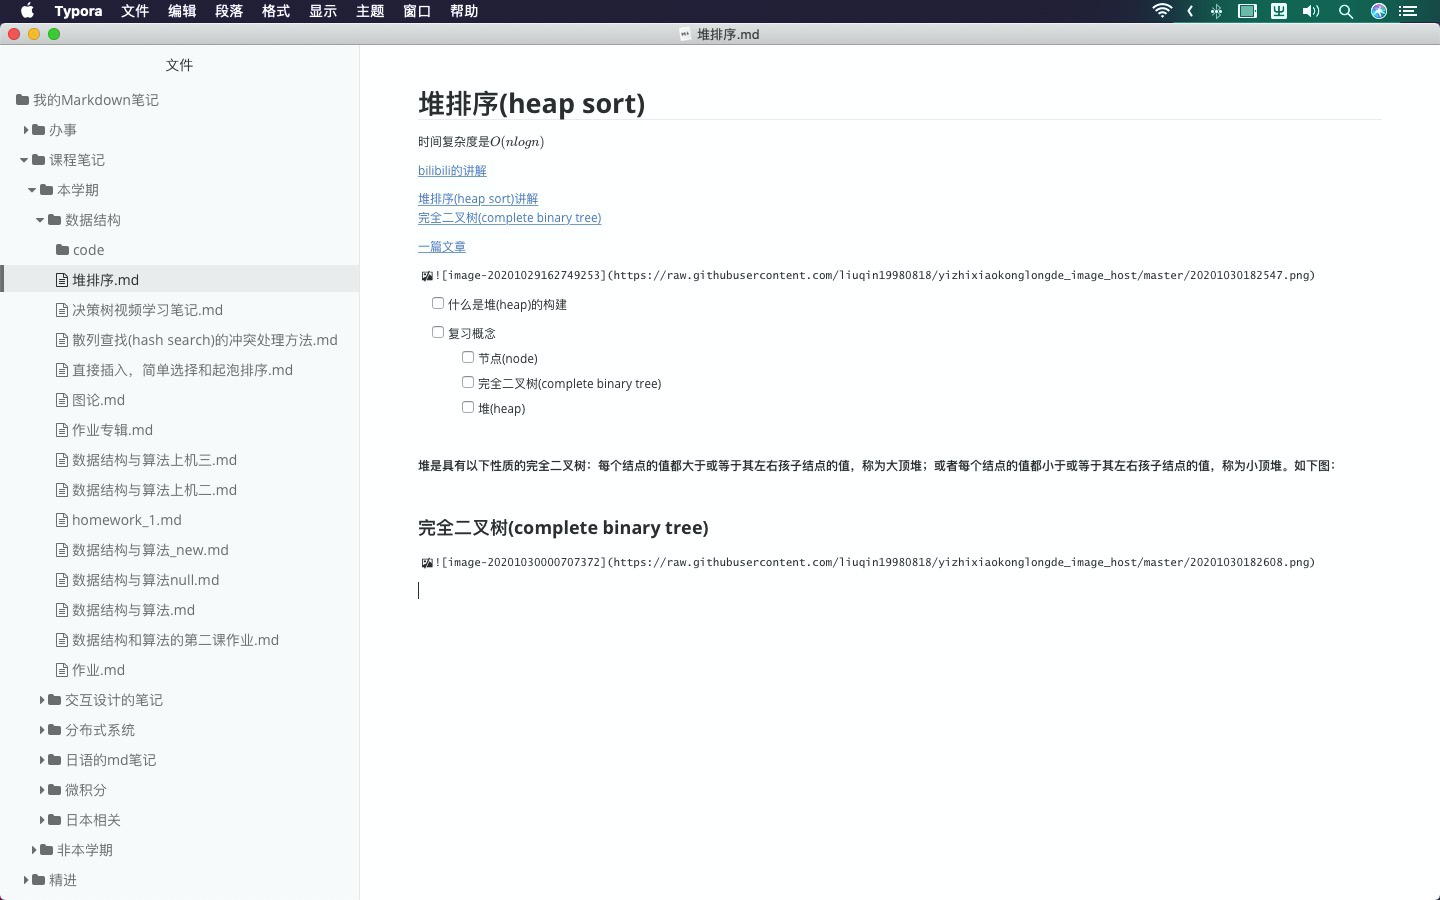 Typora 文件 编辑 段落 格式 显示 主题 窗口 帮助
堆排序.md
文件
我的Markdown笔记
办事
课程笔记
本学期
数据结构
code
堆排序.md
决策树视频学习笔记.md
散列查找(hash search)的冲突处理方法.md
直接插入，简单选择和起泡排序.md
图论.md
作业专辑.md
数据结构与算法上机三.md
数据结构与算法上机二.md
homework_1.md
数据结构与算法_new.md
数据结构与算法null.md
数据结构与算法.md
数据结构和算法的第二课作业.md
作业.md
交互设计的笔记
分布式系统
日语的md笔记
微积分
日本相关
非本学期
精进
堆排序(heap sort)
时间复杂度是O(nlogn)
bilibili的讲解
堆排序(heap sort)讲解
完全二叉树(complete binary tree)
一篇文章
![image-20201029162749253](https://raw.githubusercontent.com/liuqin19980818/yizhixiaokonglongde_image_host/master/20201030182547.png)
什么是堆(heap)的构建
复习概念
节点(node)
完全二叉树(complete binary tree)
堆(heap)
堆是具有以下性质的完全二叉树：每个结点的值都大于或等于其左右孩子结点的值，称为大顶堆；或者每个结点的值都小于或等于其左右孩子结点的值，称为小顶堆。如下图：
完全二叉树(complete binary tree)
![image-20201030000707372](https://raw.githubusercontent.com/liuqin19980818/yizhixiaokonglongde_image_host/master/20201030182608.png)